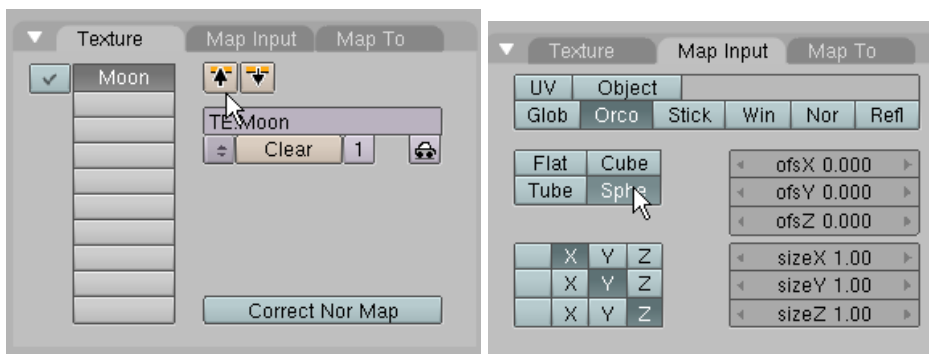 Texture Map Input Map To
Moon
TE:Moon
Clear 1
Correct Nor Map
Texture Map Input Map To
UV Object
Glob Orco Stick Win Nor Refl
Flat Cube ofsX 0.000
Tube Sphe ofsY 0.000
ofsZ 0.000
X Y Z sizeX 1.00
X Y Z sizeY 1.00
X Y Z sizeZ 1.00